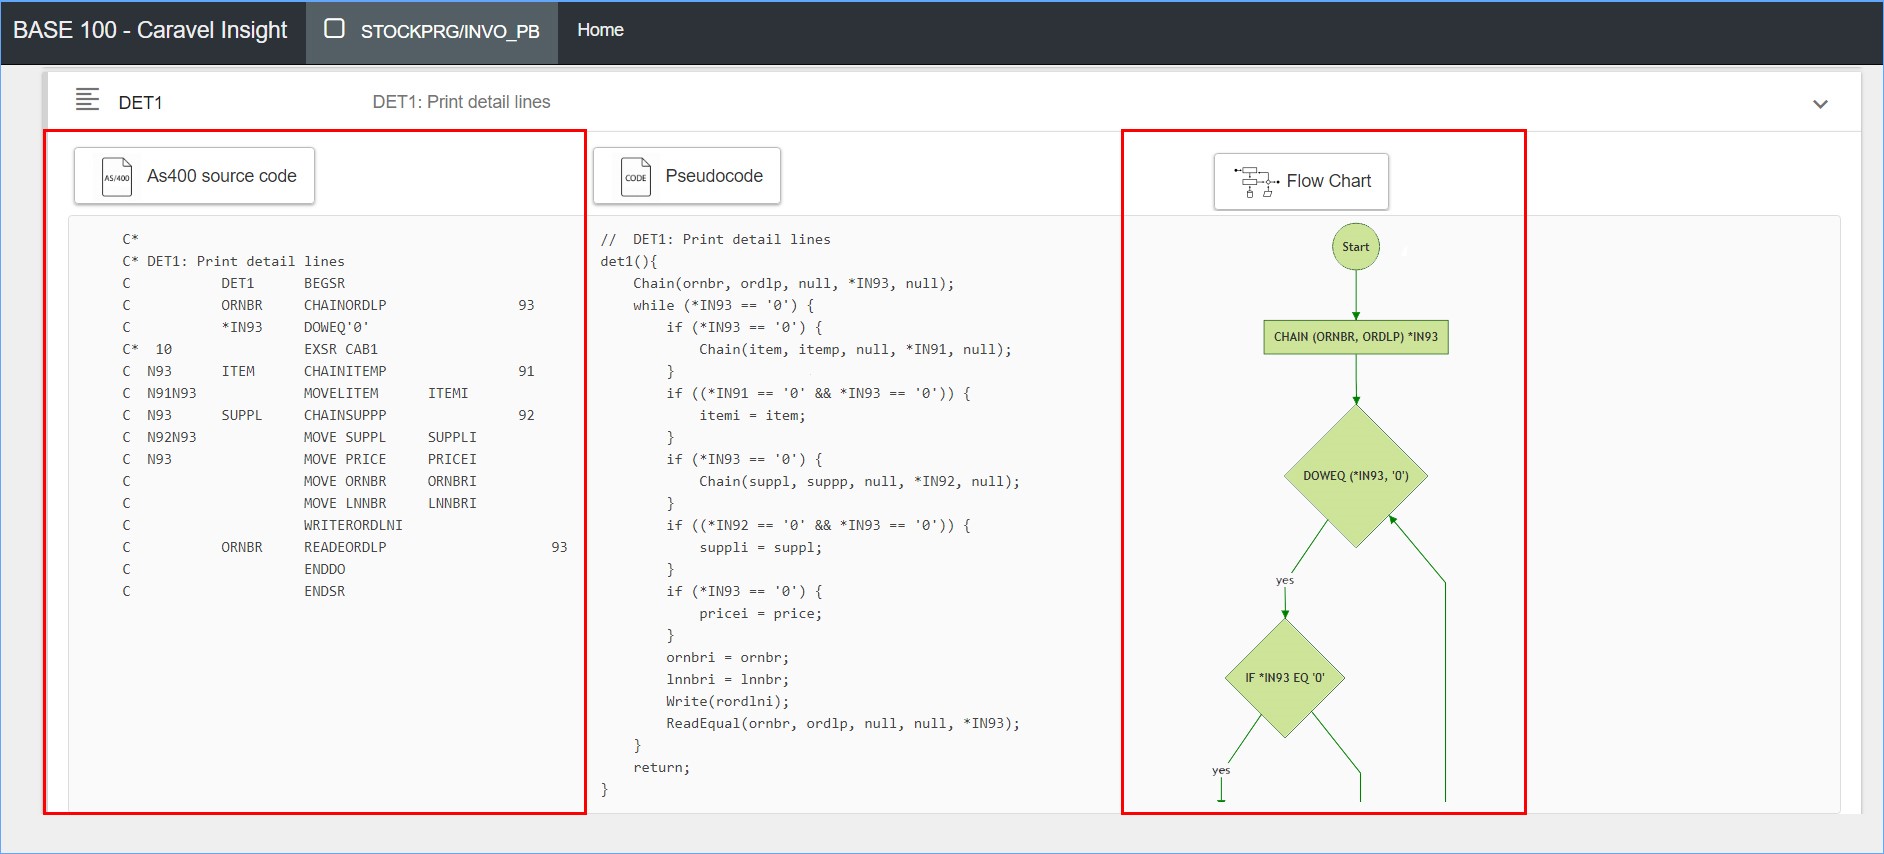 BASE 100 - Caravel Insight STOCKPRG/INVO_PB Home
DET1 DET1: Print detail lines
AS/400 As400 source code
C*
C* DET1: Print detail lines
C DET1 BEGSR
C ORNBR CHAINORDLP 93
C *IN93 DOWEQ'0'
C* 10 EXSR CAB1
C N93 ITEM CHAINITEMP 91
C N91N93 MOVELITEM ITEMI
C N93 SUPPL CHAINSUPPP 92
C N92N93 MOVE SUPPL SUPPLI
C N93 MOVE PRICE PRICEI
C MOVE ORNBR ORNBRI
C MOVE LNNBR LNNBRI
C WRITERORDLNI
C ORNBR READEORDLP 93
C ENDDO
C ENDSR
CODE Pseudocode
// DET1: Print detail lines
det1(){
Chain(ornbr, ordlp, null, *IN93, null);
while (*IN93 == '0') {
if (*IN93 == '0') {
Chain(item, itemp, null, *IN91, null);
}
if ((*IN91 == '0' && *IN93 == '0')) {
itemi = item;
}
if (*IN93 == '0') {
Chain(suppl, suppp, null, *IN92, null);
}
if ((*IN92 == '0' && *IN93 == '0')) {
suppli = suppl;
}
if (*IN93 == '0') {
pricei = price;
}
ornbri = ornbr;
lnnbri = lnnbr;
Write(rordlni);
ReadEqual(ornbr, ordlp, null, null, *IN93);
}
return;
}
Flow Chart
Start
CHAIN (ORNBR, ORDLP) *IN93
DOWEQ (*IN93, '0')
yes
IF *IN93 EQ '0'
yes